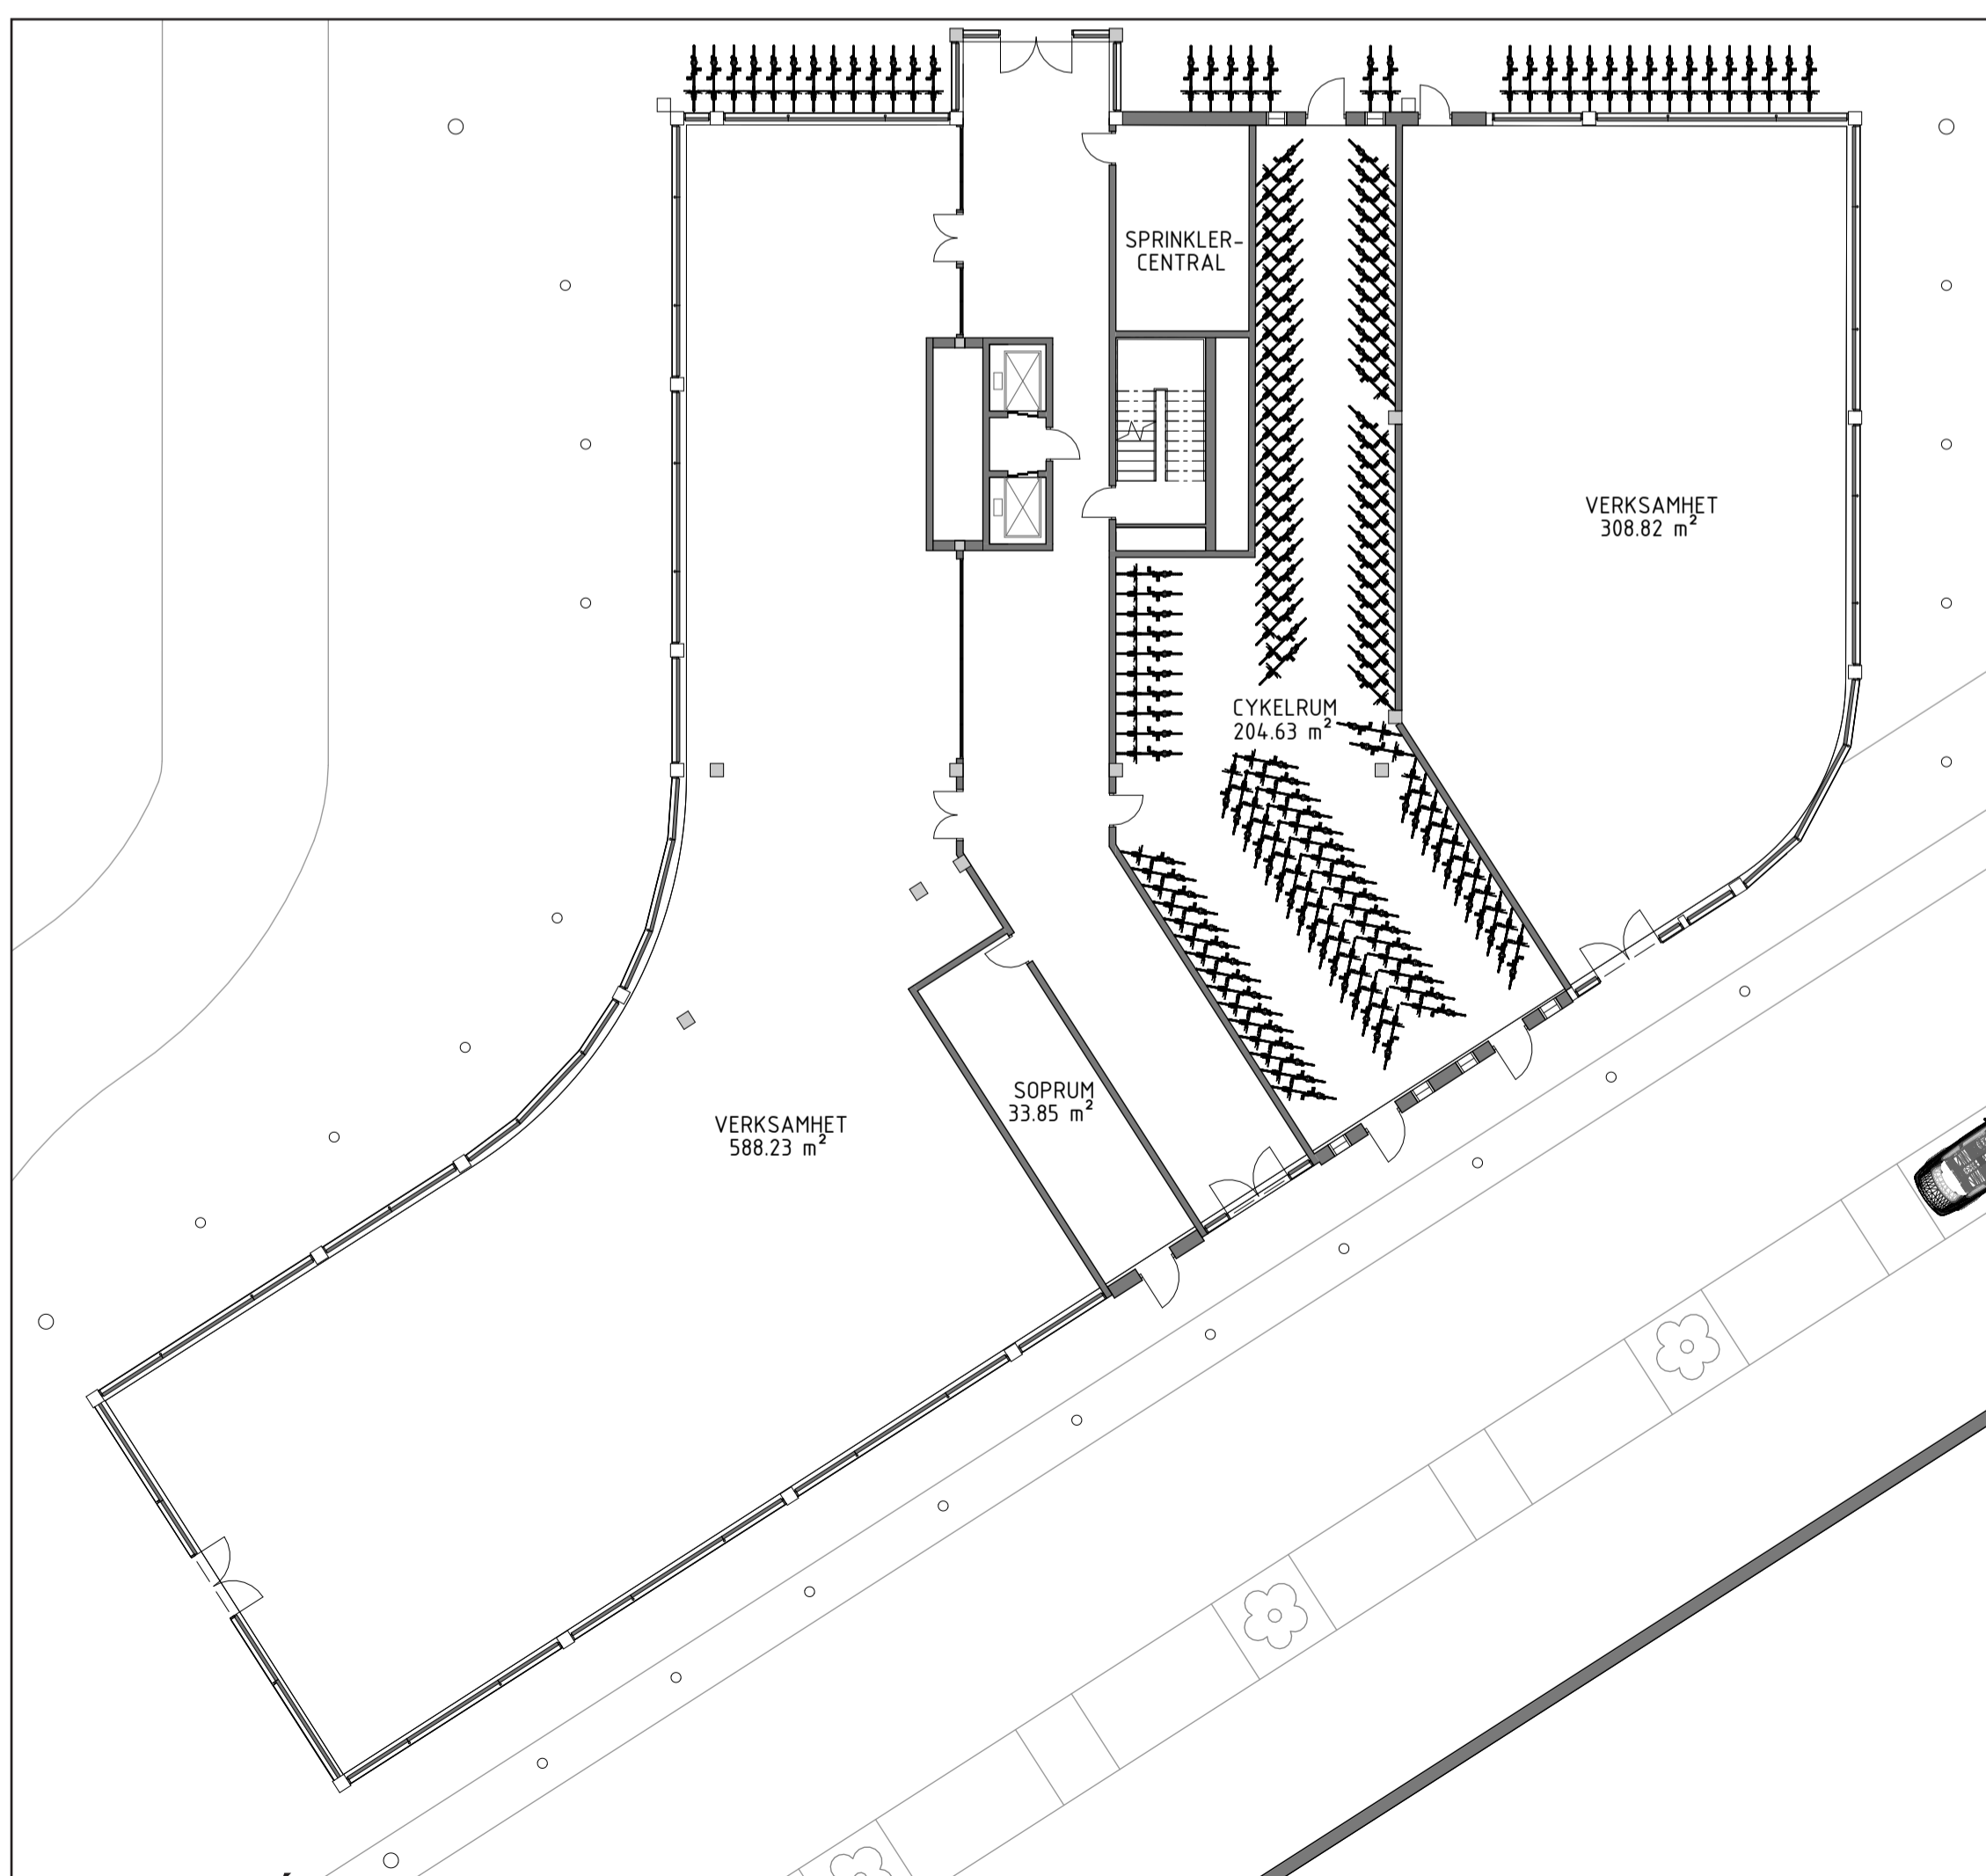 SPRINKLER-
CENTRAL
VERKSAMHET
308.82 m²
CYKELRUM
204.63 m²
SOPRUM
33.85 m²
VERKSAMHET
588.23 m²